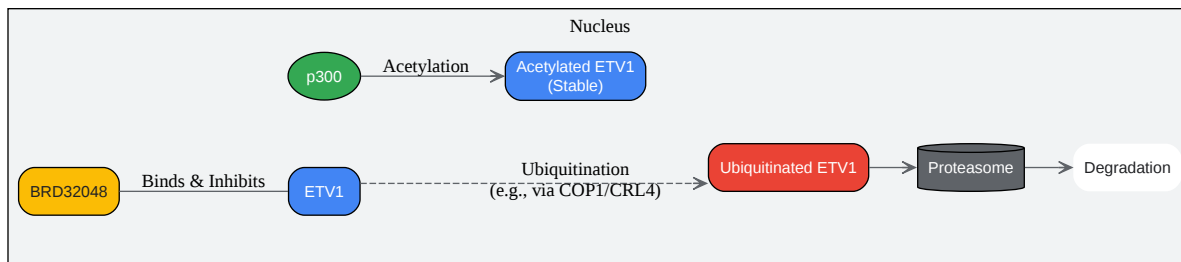 Nucleus
p300
Acetylation
Acetylated ETV1
(Stable)
BRD32048
Binds & Inhibits
ETV1
Ubiquitination
(e.g., via COP1/CRL4)
Ubiquitinated ETV1
Proteasome
Degradation